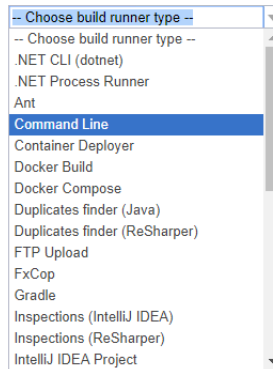 -- Choose build runner type --
-- Choose build runner type --
.NET CLI (dotnet)
.NET Process Runner
Ant
Command Line
Container Deployer
Docker Build
Docker Compose
Duplicates finder (Java)
Duplicates finder (ReSharper)
FTP Upload
FxCop
Gradle
Inspections (IntelliJ IDEA)
Inspections (ReSharper)
IntelliJ IDEA Project